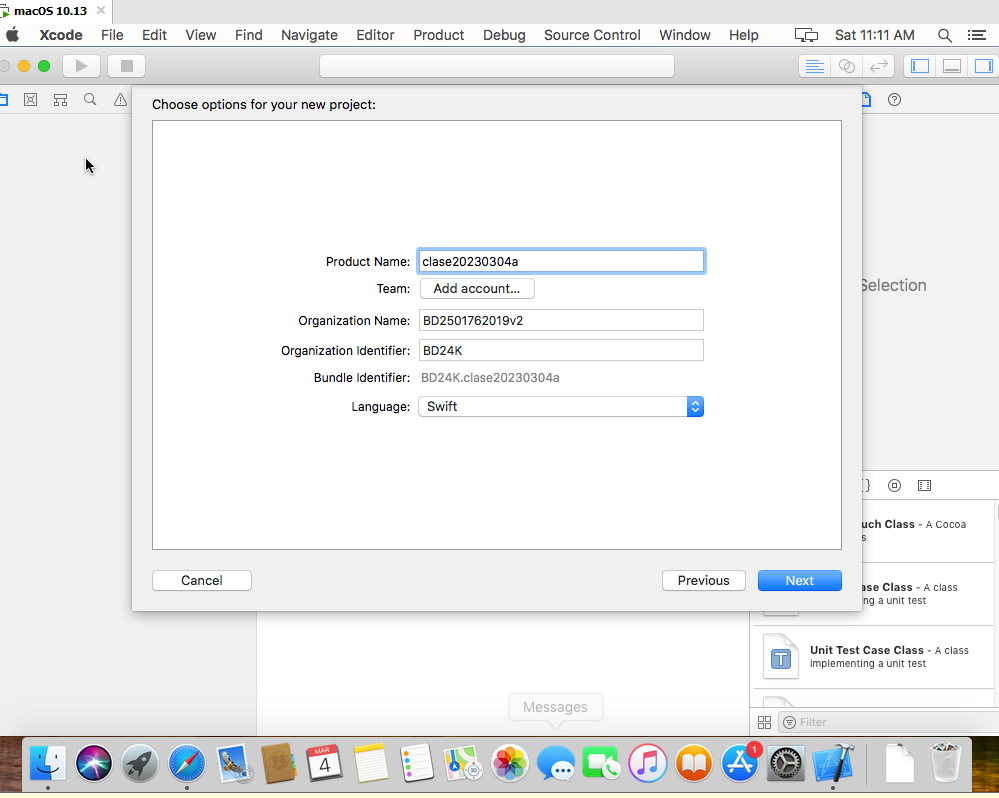 macOS 10.13
Xcode File Edit View Find Navigate Editor Product Debug Source Control Window Help Sat 11:11 AM
Choose options for your new project:
Product Name: clase20230304a
Team: Add account...
Organization Name: BD2501762019v2
Organization Identifier: BD24K
Bundle Identifier: BD24K.clase20230304a
Language: Swift
Cancel Previous Next
Selection
uch Class - A Cocoa
s
ase Class - A class
ng a unit test
Unit Test Case Class - A class
implementing a unit test
Filter
Messages
MAR
4
3D
1